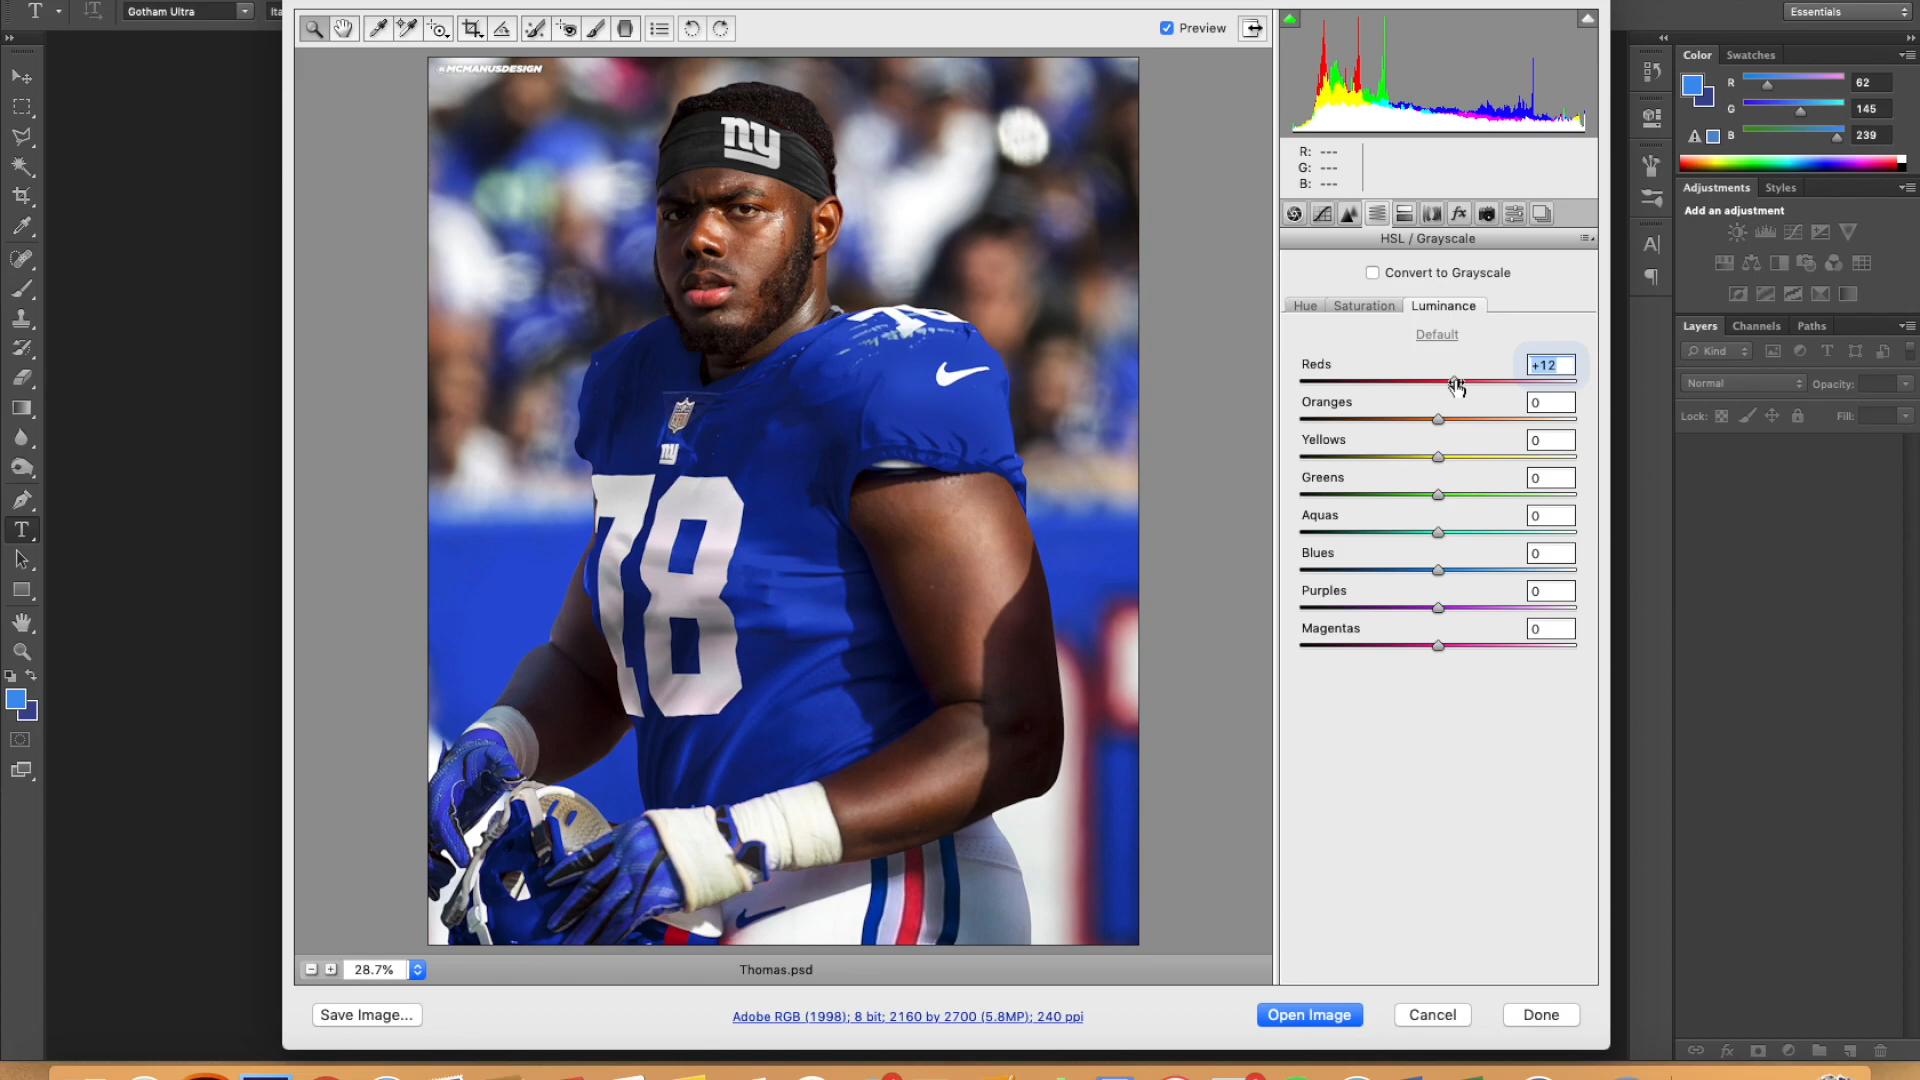 T Gotham Ultra
Essentials
Preview
R: ---
G: ---
B: ---
HSL / Grayscale
Convert to Grayscale
Hue Saturation Luminance
Default
Reds +12
Oranges 0
Yellows 0
Greens 0
Aquas 0
Blues 0
Purples 0
Magentas 0
@MCMANUSDESIGN
ny
NFL
ny
78
28.7%
Thomas.psd
Save Image...
Adobe RGB (1998); 8 bit; 2160 by 2700 (5.8MP); 240 ppi
Open Image Cancel Done
Color Swatches
R 62
G 145
B 239
Adjustments Styles
Add an adjustment
Layers Channels Paths
Kind
Normal Opacity:
Lock: Fill:
fx